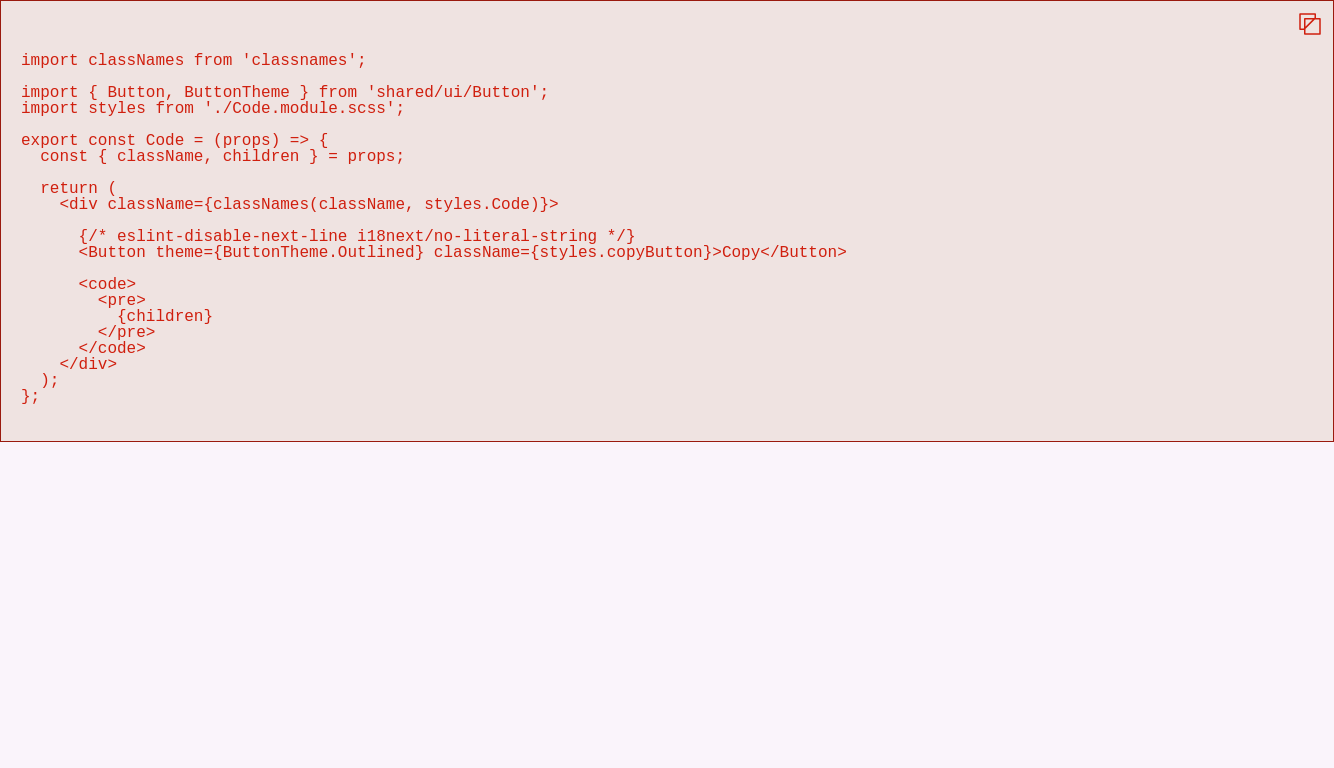 import classNames from 'classnames';
import { Button, ButtonTheme } from 'shared/ui/Button';
import styles from './Code.module.scss';
export const Code = (props) => {
  const { className, children } = props;
  return (
    <div className={classNames(className, styles.Code)}>
      {/* eslint-disable-next-line i18next/no-literal-string */}
      <Button theme={ButtonTheme.Outlined} className={styles.copyButton}>Copy</Button>
      <code>
        <pre>
          {children}
        </pre>
      </code>
    </div>
  );
};